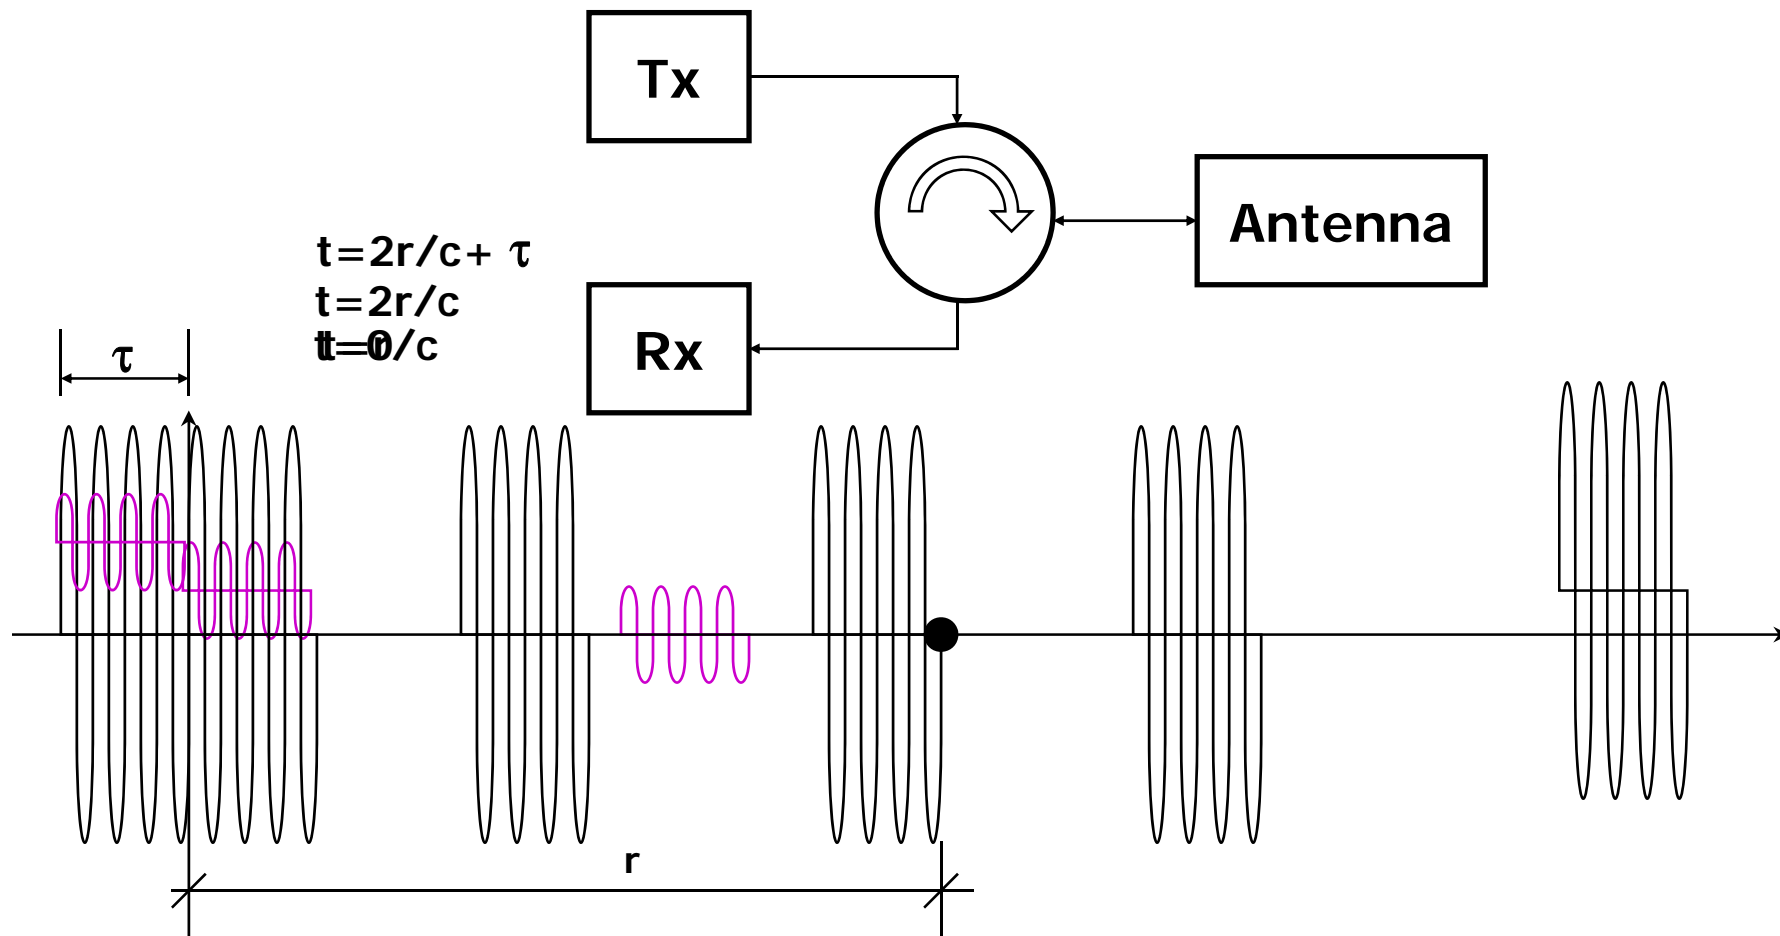 Tx
Antenna
t=2r/c+ τ
t=2r/c
Rx
τ
r